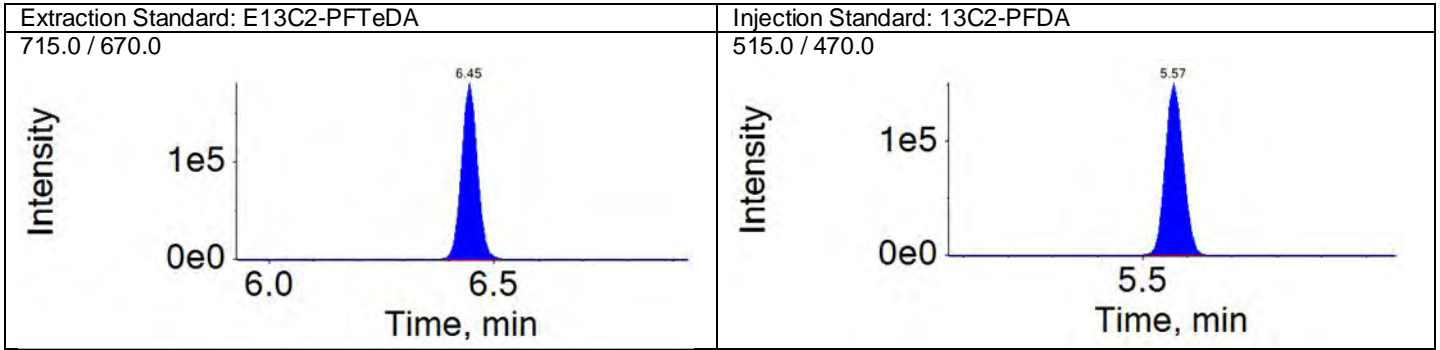 Extraction Standard: E13C2-PFTeDA
715.0 / 670.0
6.45
Intensity
1e5
0e0
6.0
6.5
Time, min
Injection Standard: 13C2-PFDA
515.0 / 470.0
5.57
Intensity
1e5
0e0
5.5
Time, min